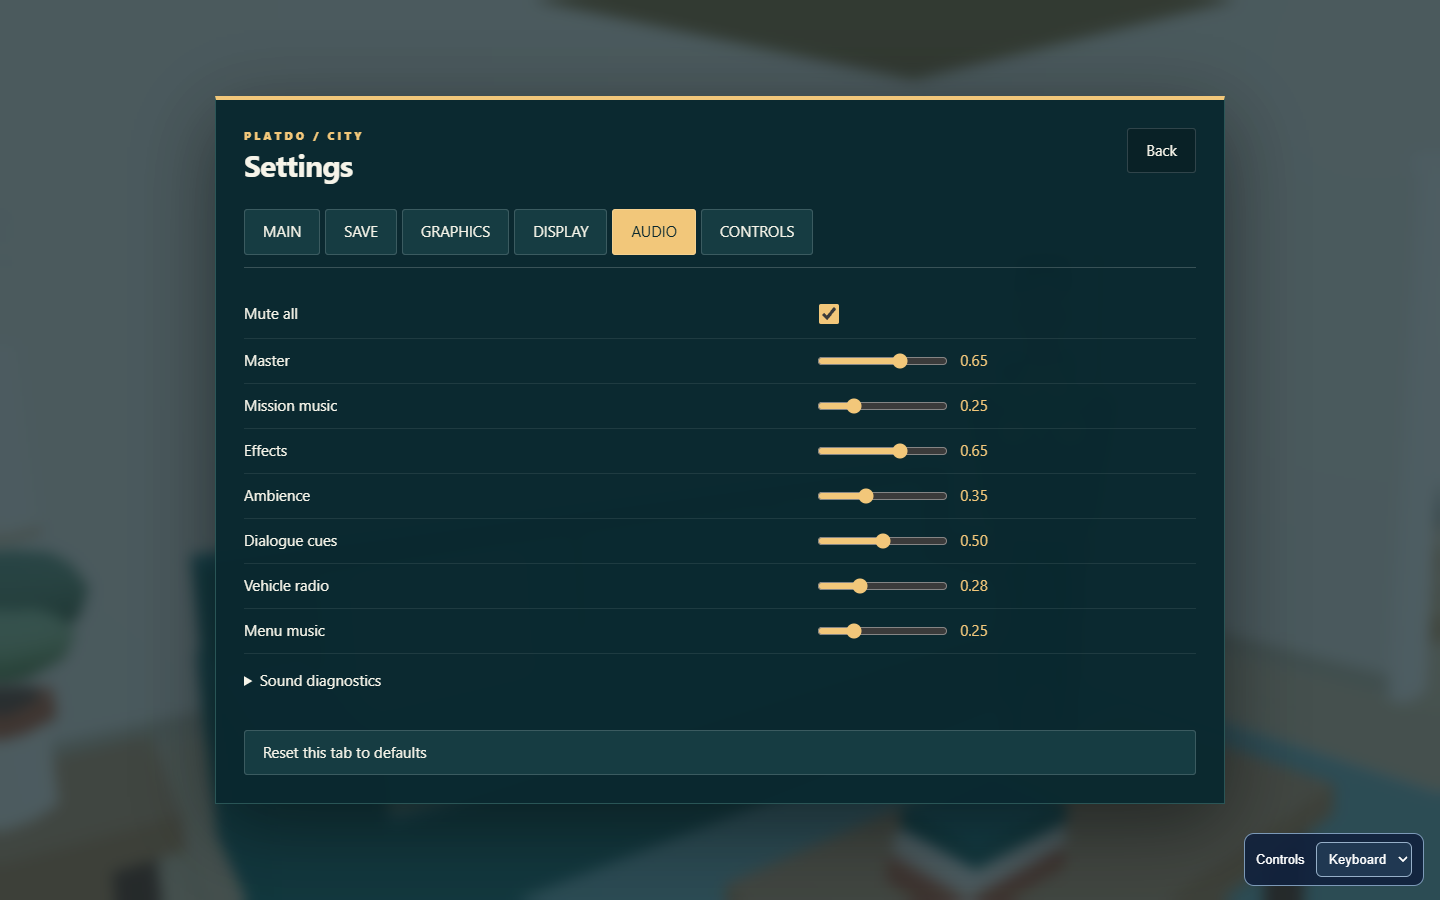 PLATDO / CITY
Settings
Back
MAIN SAVE GRAPHICS DISPLAY AUDIO CONTROLS
Mute all
Master 0.65
Mission music 0.25
Effects 0.65
Ambience 0.35
Dialogue cues 0.50
Vehicle radio 0.28
Menu music 0.25
Sound diagnostics
Reset this tab to defaults
Controls Keyboard